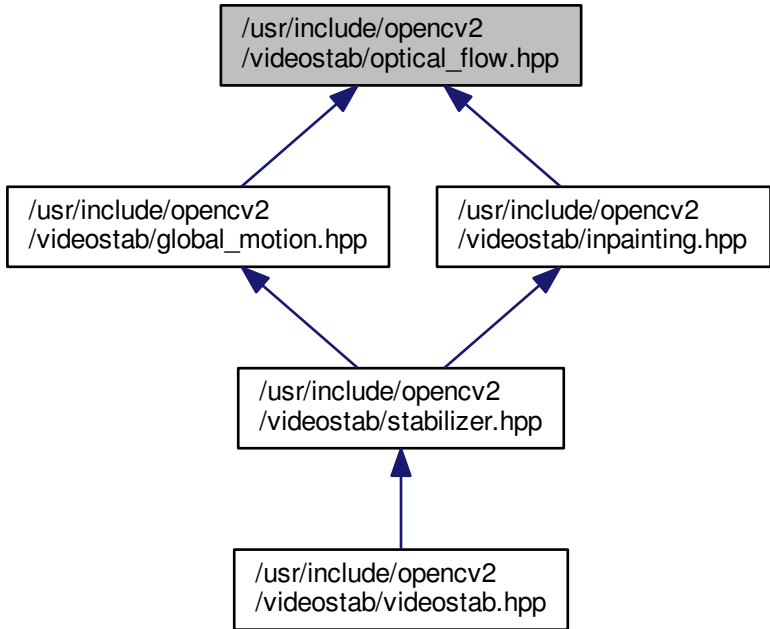 /usr/include/opencv2
/videostab/optical_flow.hpp
/usr/include/opencv2
/videostab/global_motion.hpp
/usr/include/opencv2
/videostab/inpainting.hpp
/usr/include/opencv2
/videostab/stabilizer.hpp
/usr/include/opencv2
/videostab/videostab.hpp